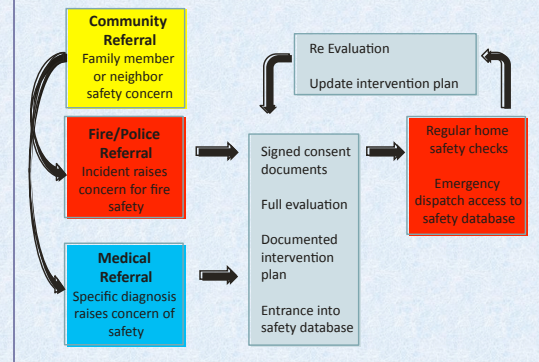 Community
Referral
Family member
or neighbor
safety concern
Fire/Police
Referral
Incident raises
concern for fire
safety
Medical
Referral
Specific diagnosis
raises concern of
safety
Signed consent
documents
Full evaluation
Documented
intervention
plan
Entrance into
safety database
Re Evaluation
Update intervention plan
Regular home
safety checks
Emergency
dispatch access to
safety database